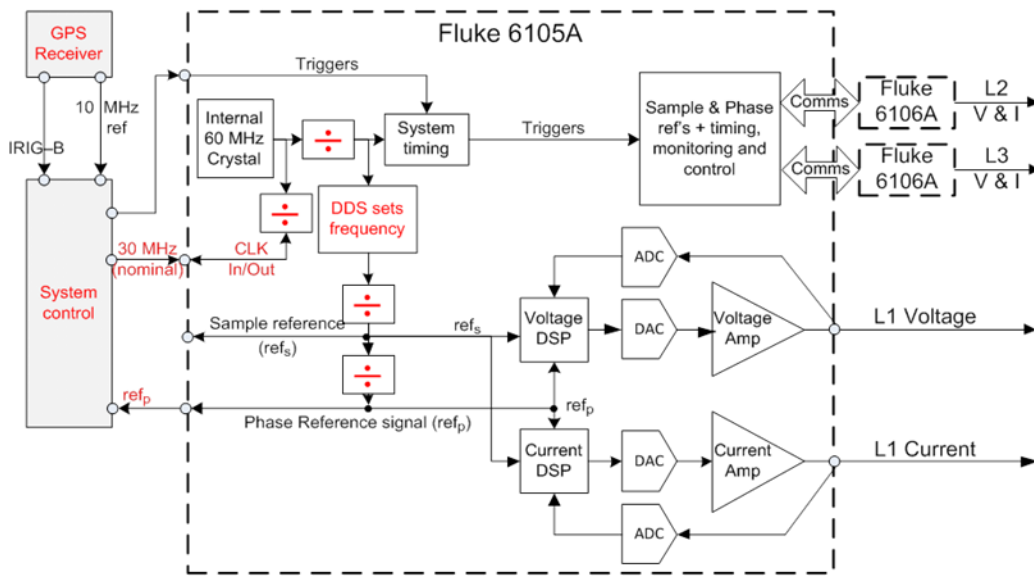 Fluke 6105A
GPS
Receiver
Triggers
10
MHz
ref
IRIG–B
Internal
60 MHz
Crystal
÷
System
timing
Triggers
Sample & Phase
ref's + timing,
monitoring and
control
Comms
Fluke
6106A
L2
V & I
Comms
Fluke
6106A
L3
V & I
÷
DDS sets
frequency
30 MHz
(nominal)
CLK
In/Out
System
control
÷
Sample reference
(refs)
refs
÷
refp
Phase Reference signal (refp)
refp
ADC
Voltage
DSP
DAC
Voltage
Amp
L1 Voltage
Current
DSP
DAC
Current
Amp
L1 Current
ADC